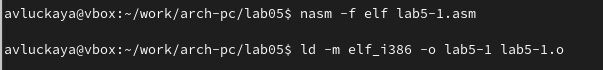 avluckaya@vbox:~/work/arch-pc/lab05$ nasm -f elf lab5-1.asm
avluckaya@vbox:~/work/arch-pc/lab05$ ld -m elf_i386 -o lab5-1 lab5-1.o